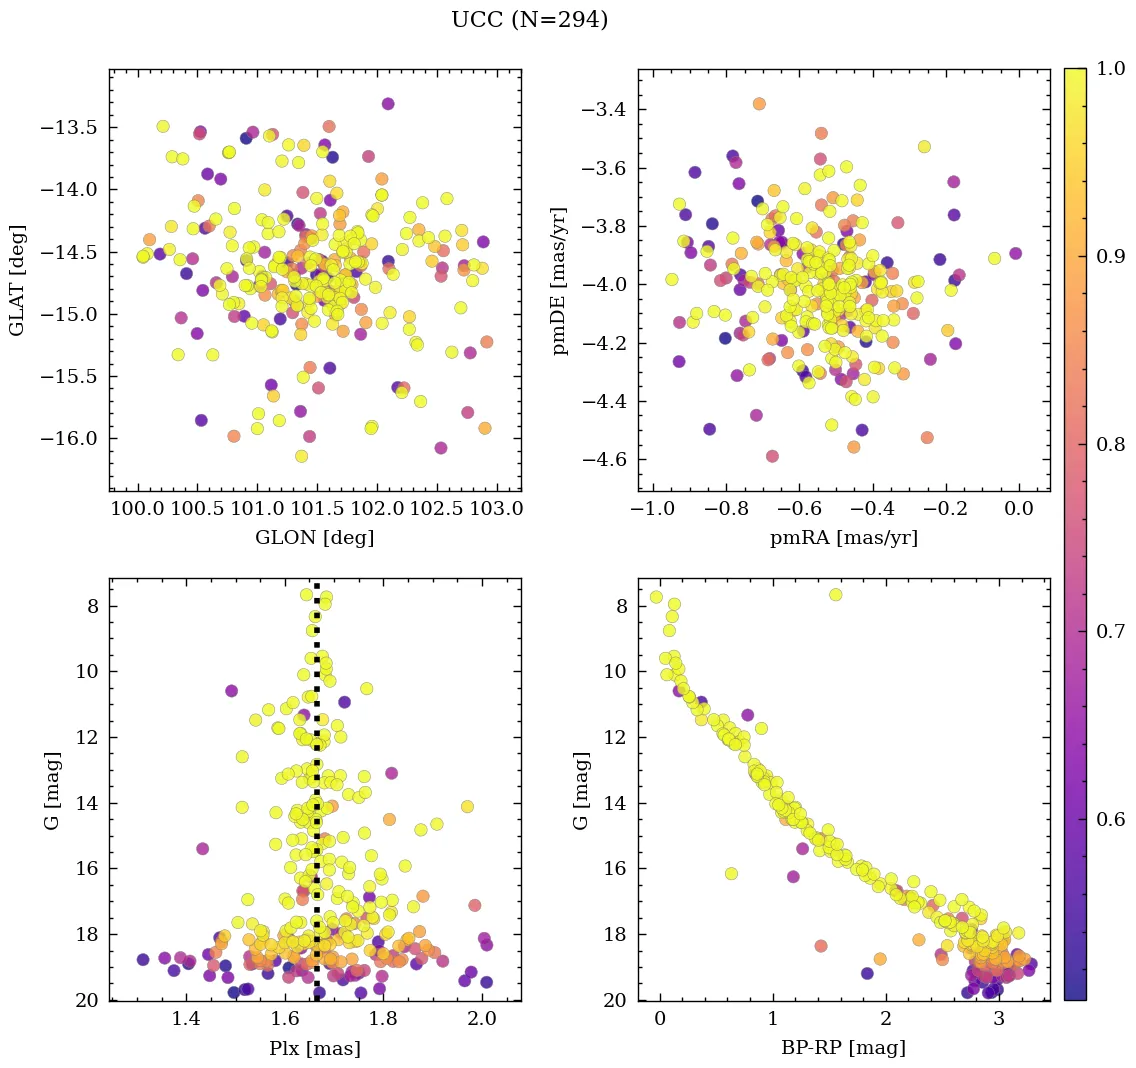 UCC (N=294)
−13.5
−14.0
−14.5
−15.0
−15.5
−16.0
GLAT [deg]
100.0 100.5 101.0 101.5 102.0 102.5 103.0
GLON [deg]
−3.4
−3.6
−3.8
−4.0
−4.2
−4.4
−4.6
pmDE [mas/yr]
−1.0 −0.8 −0.6 −0.4 −0.2 0.0
pmRA [mas/yr]
1.0
0.9
0.8
0.7
0.6
8
10
12
14
16
18
20
G [mag]
1.4 1.6 1.8 2.0
Plx [mas]
8
10
12
14
16
18
20
G [mag]
0 1 2 3
BP-RP [mag]